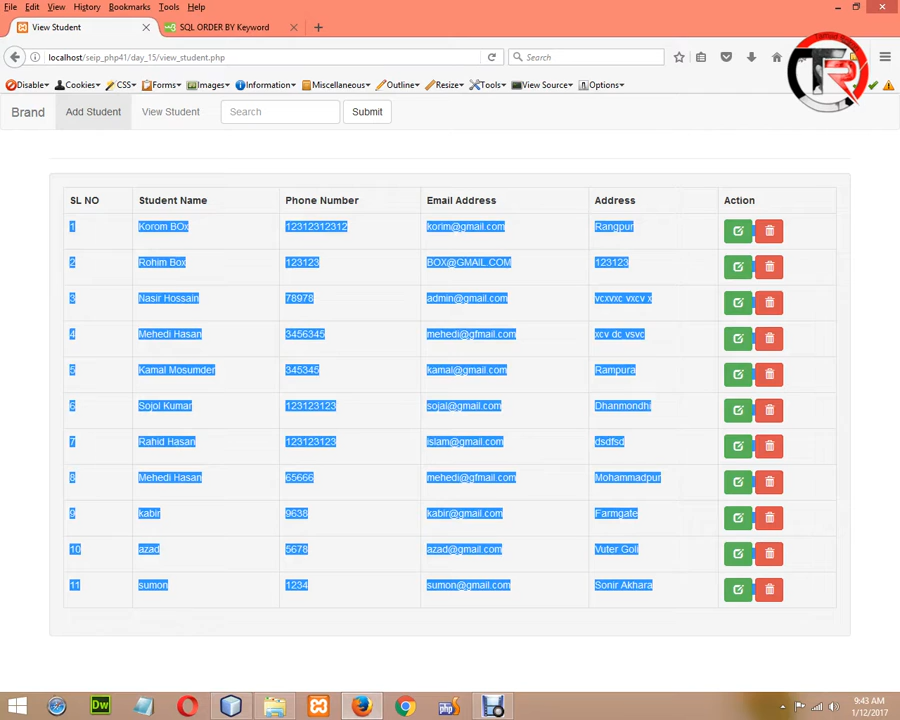 File Edit View History Bookmarks Tools Help
View Student
SQL ORDER BY Keyword
localhost/seip_php41/day_15/view_student.php
Search
Disable Cookies CSS Forms Images Information Miscellaneous Outline Resize Tools View Source Options
Brand Add Student View Student Search Submit
SL NO Student Name Phone Number Email Address Address Action
1 Korom BOx 12312312312 korim@gmail.com Rangpur
2 Rohim Box 123123 BOX@GMAIL.COM 123123
3 Nasir Hossain 78978 admin@gmail.com vcxvxc vxcv x
4 Mehedi Hasan 3456345 mehedi@gfmail.com xcv dc vsvc
5 Kamal Mosumder 345345 kamal@gmail.com Rampura
6 Sojol Kumar 123123123 sojal@gmail.com Dhanmondhi
7 Rahid Hasan 123123123 islam@gmail.com dsdfsd
8 Mehedi Hasan 65666 mehedi@gfmail.com Mohammadpur
9 kabir 9638 kabir@gmail.com Farmgate
10 azad 5678 azad@gmail.com Vuter Goli
11 sumon 1234 sumon@gmail.com Sonir Akhara
Dw
php
9:43 AM
1/12/2017